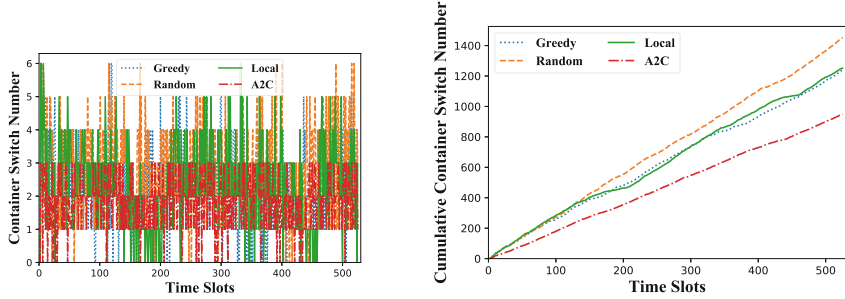 Container Switch Number
6
5
4
3
2
1
0
Greedy
Random
Local
A2C
0 100 200 300 400 500
Time Slots
Cumulative Container Switch Number
1400
1200
1000
800
600
400
200
0
Greedy
Random
Local
A2C
0 100 200 300 400 500
Time Slots